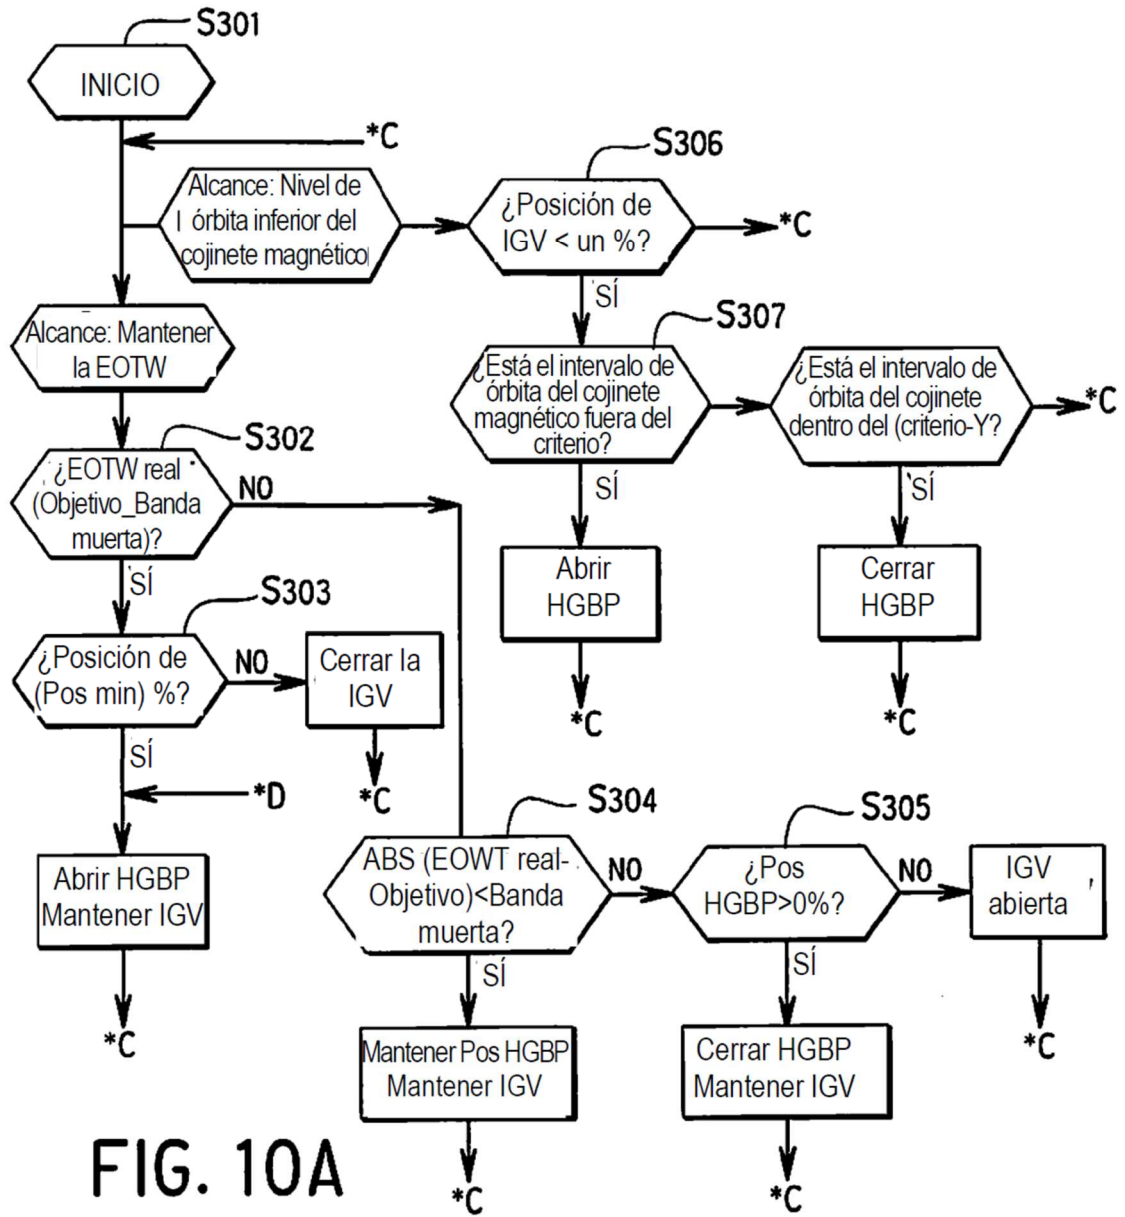 S301
INICIO
*C
Alcance: Nivel de
órbita inferior del
cojinete magnético
S306
¿Posición de
IGV < un %?
*C
SÍ
Alcance: Mantener
la EOTW
S307
¿Está el intervalo de
órbita del cojinete
magnético fuera del
criterio?
¿Está el intervalo de
órbita del cojinete
dentro del (criterio-Y?
*C
S302
¿EOTW real
(Objetivo_Banda
muerta)?
NO
SÍ
SÍ
SÍ
Abrir
HGBP
Cerrar
HGBP
*C
*C
S303
¿Posición de
(Pos min) %?
NO
Cerrar la
IGV
*C
SÍ
*D
Abrir HGBP
Mantener IGV
*C
S304
ABS (EOWT real-
Objetivo)<Banda
muerta?
NO
S305
¿Pos
HGBP>0%?
NO
IGV
abierta
*C
SÍ
SÍ
Mantener Pos HGBP
Mantener IGV
Cerrar HGBP
Mantener IGV
*C
*C
FIG. 10A